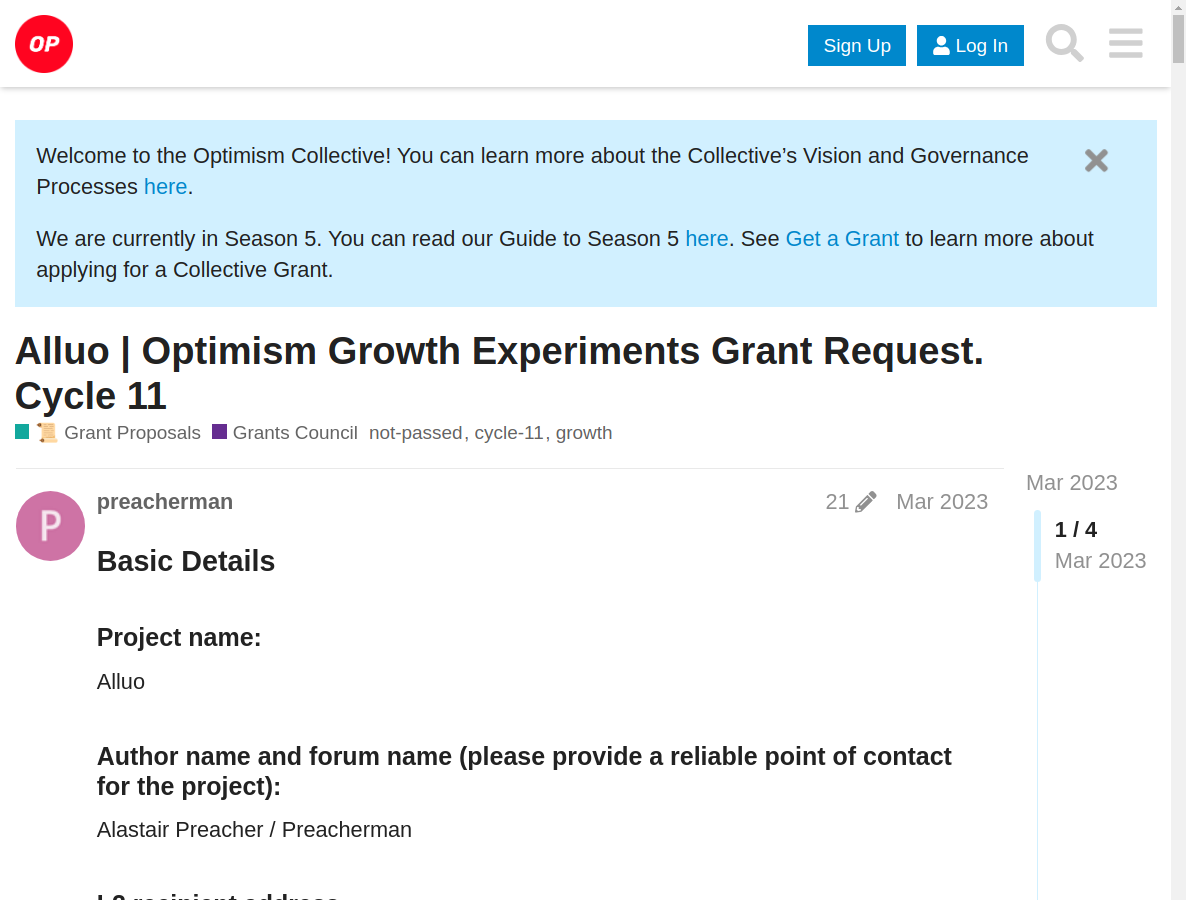 OP
Sign Up
Log In
Welcome to the Optimism Collective! You can learn more about the Collective’s Vision and Governance
Processes here.
We are currently in Season 5. You can read our Guide to Season 5 here. See Get a Grant to learn more about
applying for a Collective Grant.
Alluo | Optimism Growth Experiments Grant Request.
Cycle 11
Grant Proposals Grants Council not-passed, cycle-11, growth
P
preacherman
21
Mar 2023
Mar 2023
1 / 4
Mar 2023
Basic Details
Project name:
Alluo
Author name and forum name (please provide a reliable point of contact
for the project):
Alastair Preacher / Preacherman
L2 recipient address